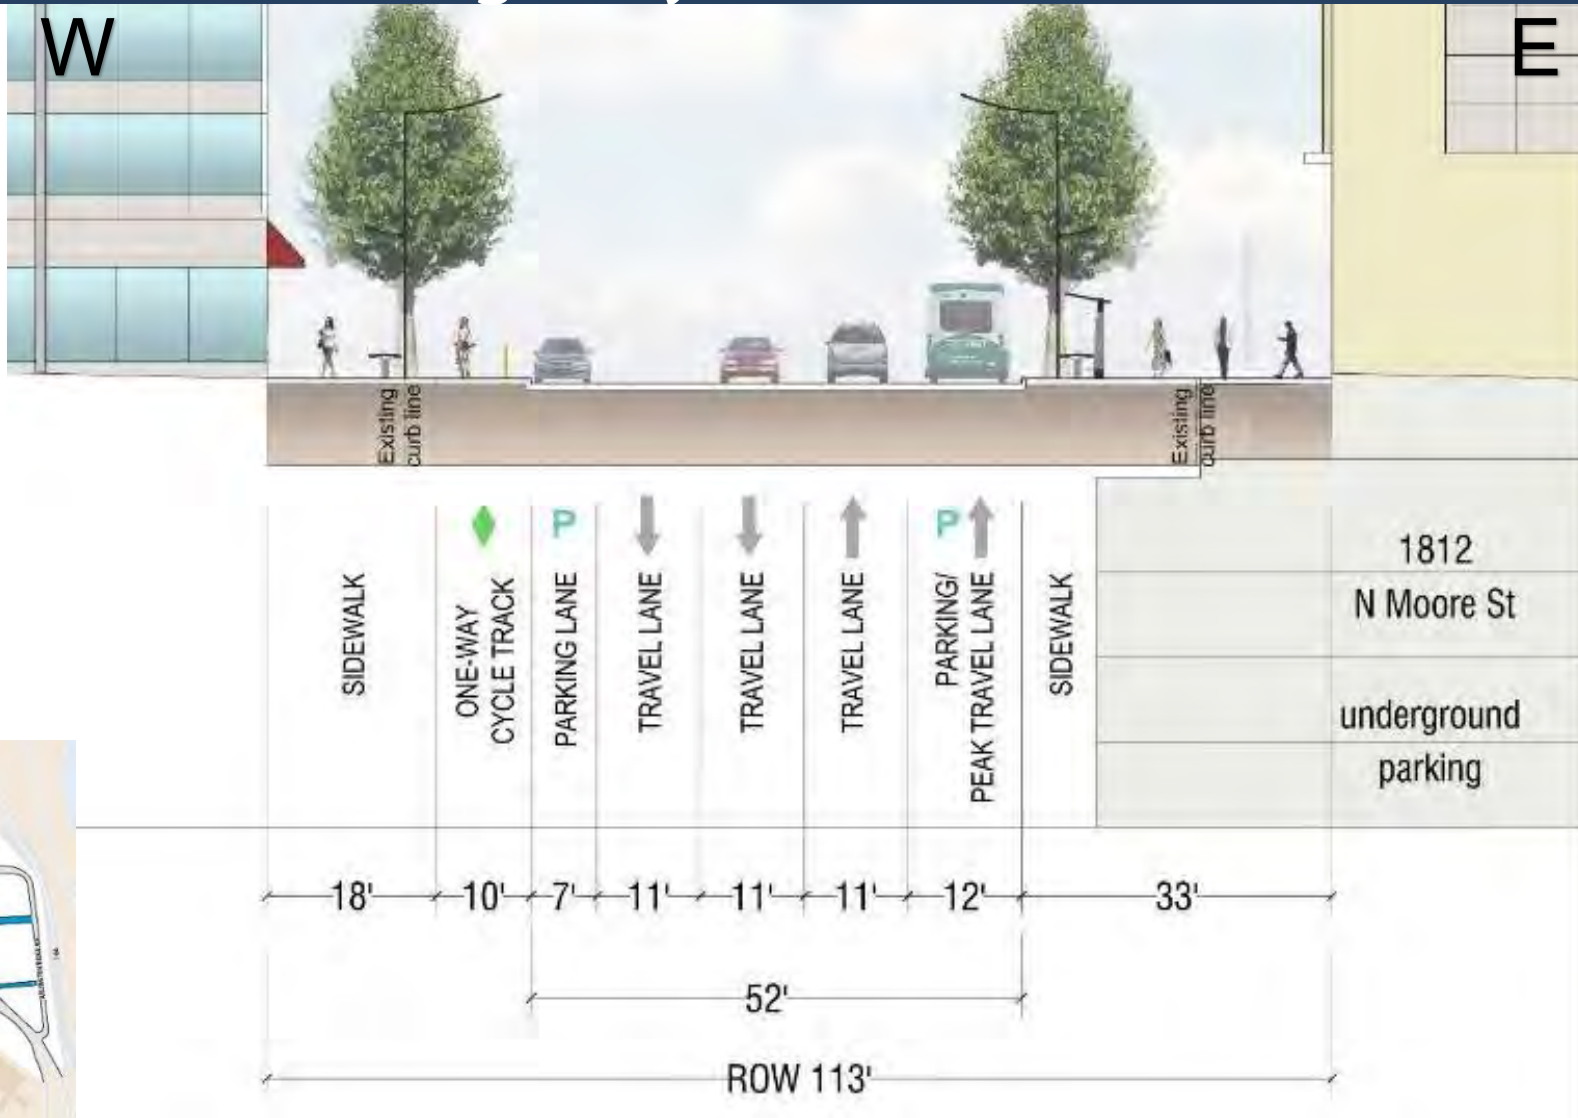 W
E
Existing
curb line
Existing
curb line
P
P
SIDEWALK
ONE-WAY
CYCLE TRACK
PARKING LANE
TRAVEL LANE
TRAVEL LANE
TRAVEL LANE
PARKING/
PEAK TRAVEL LANE
SIDEWALK
1812
N Moore St
underground
parking
18'
10'
7'
11'
11'
11'
12'
33'
52'
ROW 113'